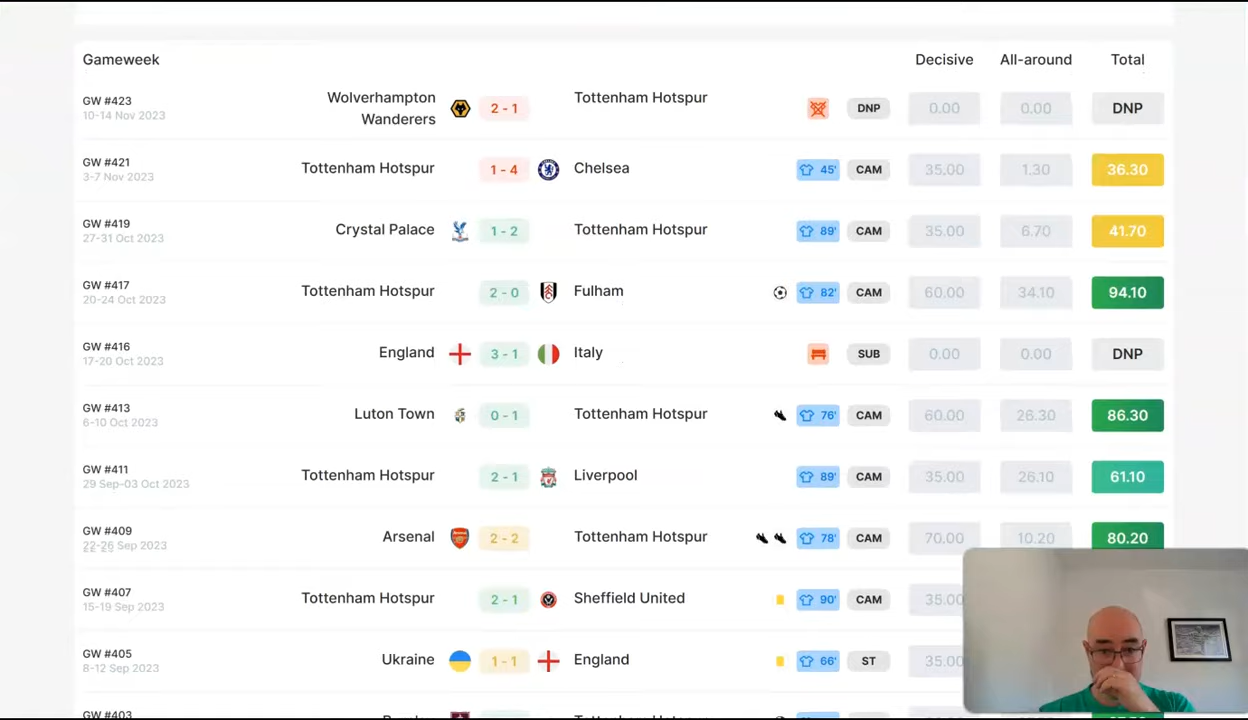 Gameweek Decisive All-around Total
GW #423
10-14 Nov 2023
Wolverhampton
Wanderers
2 - 1
Tottenham Hotspur
DNP 0.00 0.00 DNP
GW #421
3-7 Nov 2023
Tottenham Hotspur 1 - 4 Chelsea 45' CAM 35.00 1.30 36.30
GW #419
27-31 Oct 2023
Crystal Palace 1 - 2 Tottenham Hotspur 89' CAM 35.00 6.70 41.70
GW #417
20-24 Oct 2023
Tottenham Hotspur 2 - 0 Fulham 82' CAM 60.00 34.10 94.10
GW #416
17-20 Oct 2023
England 3 - 1 Italy SUB 0.00 0.00 DNP
GW #413
6-10 Oct 2023
Luton Town 0 - 1 Tottenham Hotspur 76' CAM 60.00 26.30 86.30
GW #411
29 Sep-03 Oct 2023
Tottenham Hotspur 2 - 1 Liverpool 89' CAM 35.00 26.10 61.10
GW #409
22-26 Sep 2023
Arsenal 2 - 2 Tottenham Hotspur 78' CAM 70.00 10.20 80.20
GW #407
15-19 Sep 2023
Tottenham Hotspur 2 - 1 Sheffield United 90' CAM 35.00
GW #405
8-12 Sep 2023
Ukraine 1 - 1 England 66' ST 35.00
GW #403